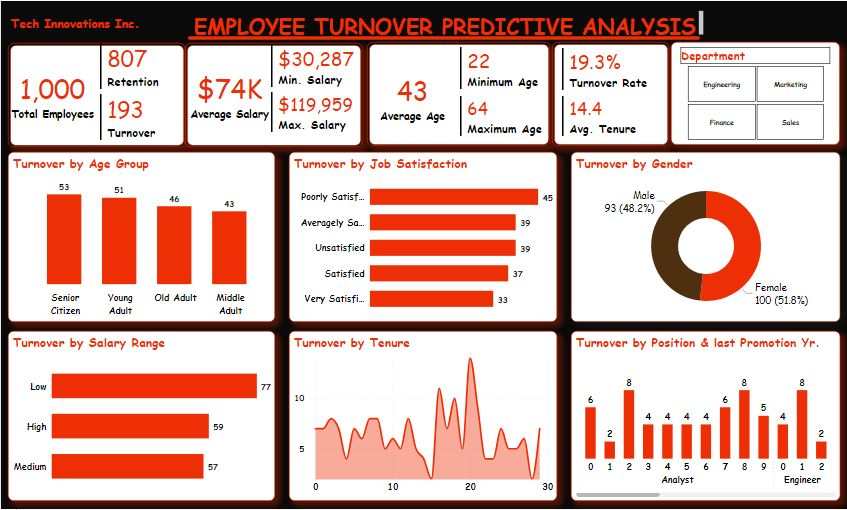 Tech Innovations Inc.
EMPLOYEE TURNOVER PREDICTIVE ANALYSIS
1,000
Total Employees
807
Retention
193
Turnover
$74K
Average Salary
$30,287
Min. Salary
$119,959
Max. Salary
43
Average Age
22
Minimum Age
64
Maximum Age
19.3%
Turnover Rate
14.4
Avg. Tenure
Department
Engineering
Marketing
Finance
Sales
Turnover by Age Group
53
51
46
43
Senior
Citizen
Young
Adult
Old Adult
Middle
Adult
Turnover by Job Satisfaction
Poorly Satisf... 45
Averagely Sa... 39
Unsatisfied 39
Satisfied 37
Very Satisfi... 33
Turnover by Gender
Male
93 (48.2%)
Female
100 (51.8%)
Turnover by Salary Range
Low 77
High 59
Medium 57
Turnover by Tenure
10
5
0 10 20 30
Turnover by Position & last Promotion Yr.
6 2 8 4 4 4 4 6 8 5 4 8 2
0 1 2 3 4 5 6 7 8 9 0 1 2
Analyst Engineer